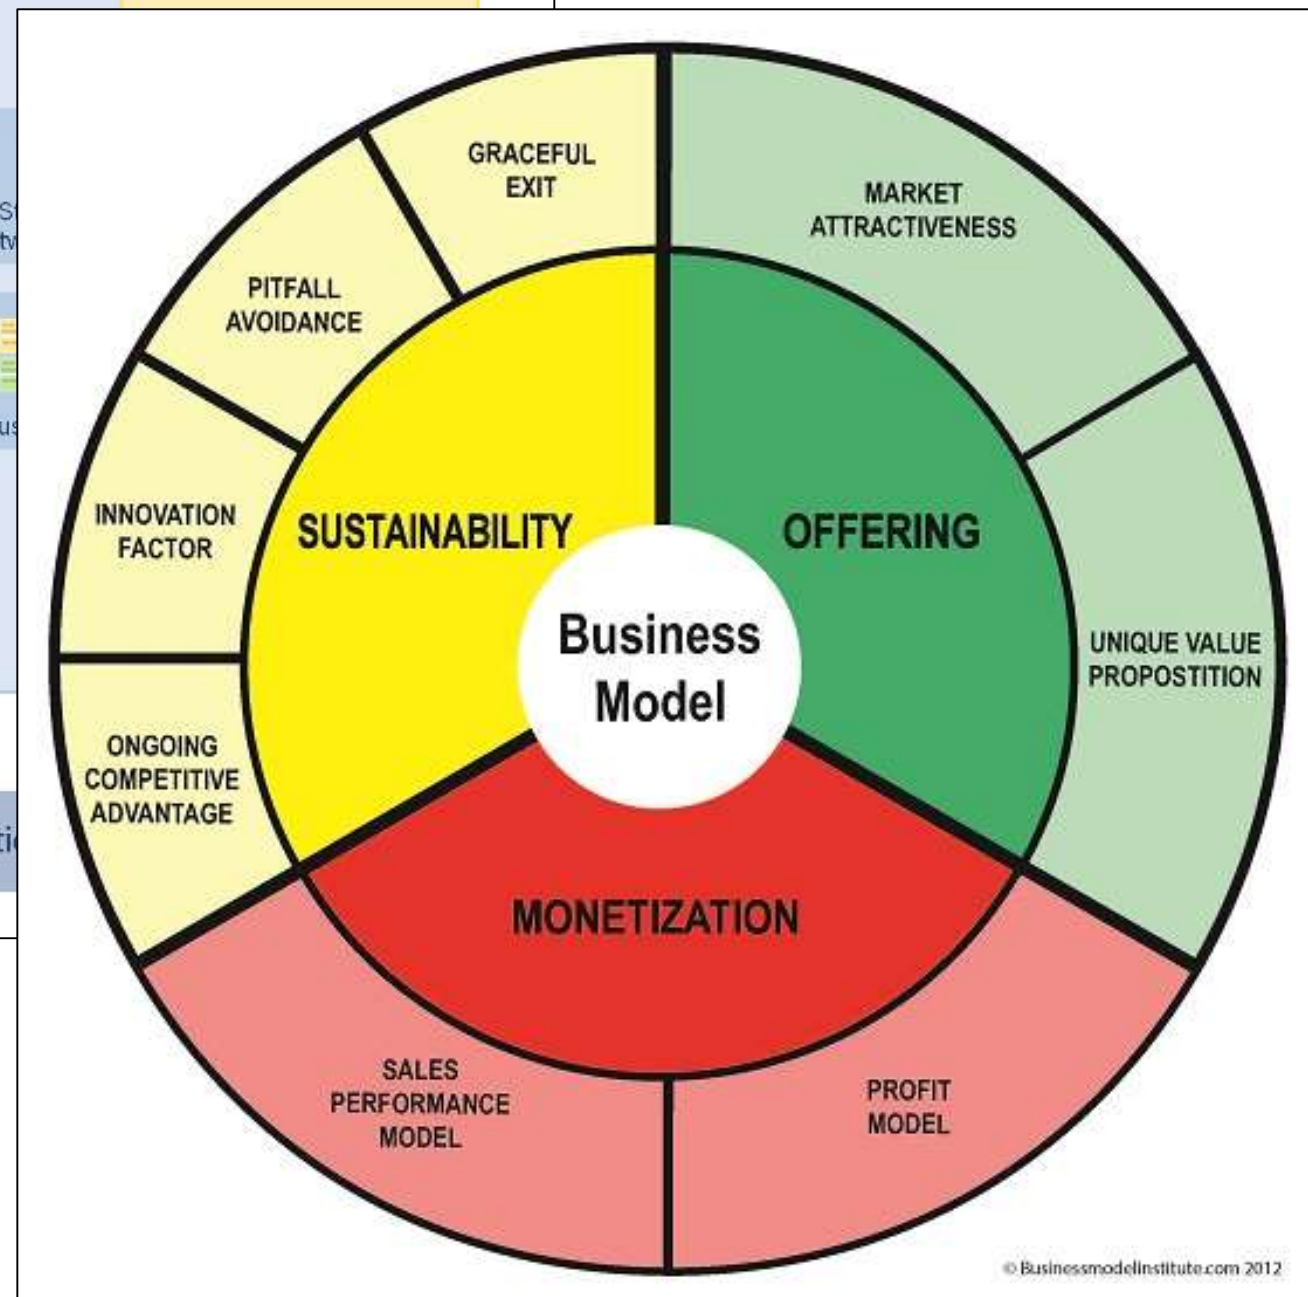 GRACEFUL
EXIT
MARKET
ATTRACTIVENESS
PITFALL
AVOIDANCE
INNOVATION
FACTOR
SUSTAINABILITY
OFFERING
Business
Model
UNIQUE VALUE
PROPOSTITION
ONGOING
COMPETITIVE
ADVANTAGE
MONETIZATION
SALES
PERFORMANCE
MODEL
PROFIT
MODEL
© Businessmodelinstitute.com 2012